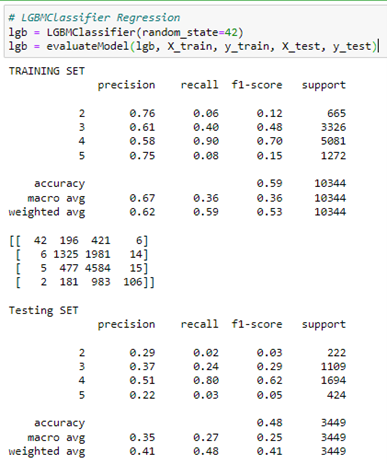 # LGBMClassifier Regression
lgb = LGBMClassifier(random_state=42)
lgb = evaluateModel(lgb, X_train, y_train, X_test, y_test)
TRAINING SET
precision recall f1-score support
2 0.76 0.06 0.12 665
3 0.61 0.40 0.48 3326
4 0.58 0.90 0.70 5081
5 0.75 0.08 0.15 1272
accuracy 0.59 10344
macro avg 0.67 0.36 0.36 10344
weighted avg 0.62 0.59 0.53 10344
[[ 42 196 421 6]
[ 6 1325 1981 14]
[ 5 477 4584 15]
[ 2 181 983 106]]
Testing SET
precision recall f1-score support
2 0.29 0.02 0.03 222
3 0.37 0.24 0.29 1109
4 0.51 0.80 0.62 1694
5 0.22 0.03 0.05 424
accuracy 0.48 3449
macro avg 0.35 0.27 0.25 3449
weighted avg 0.41 0.48 0.41 3449